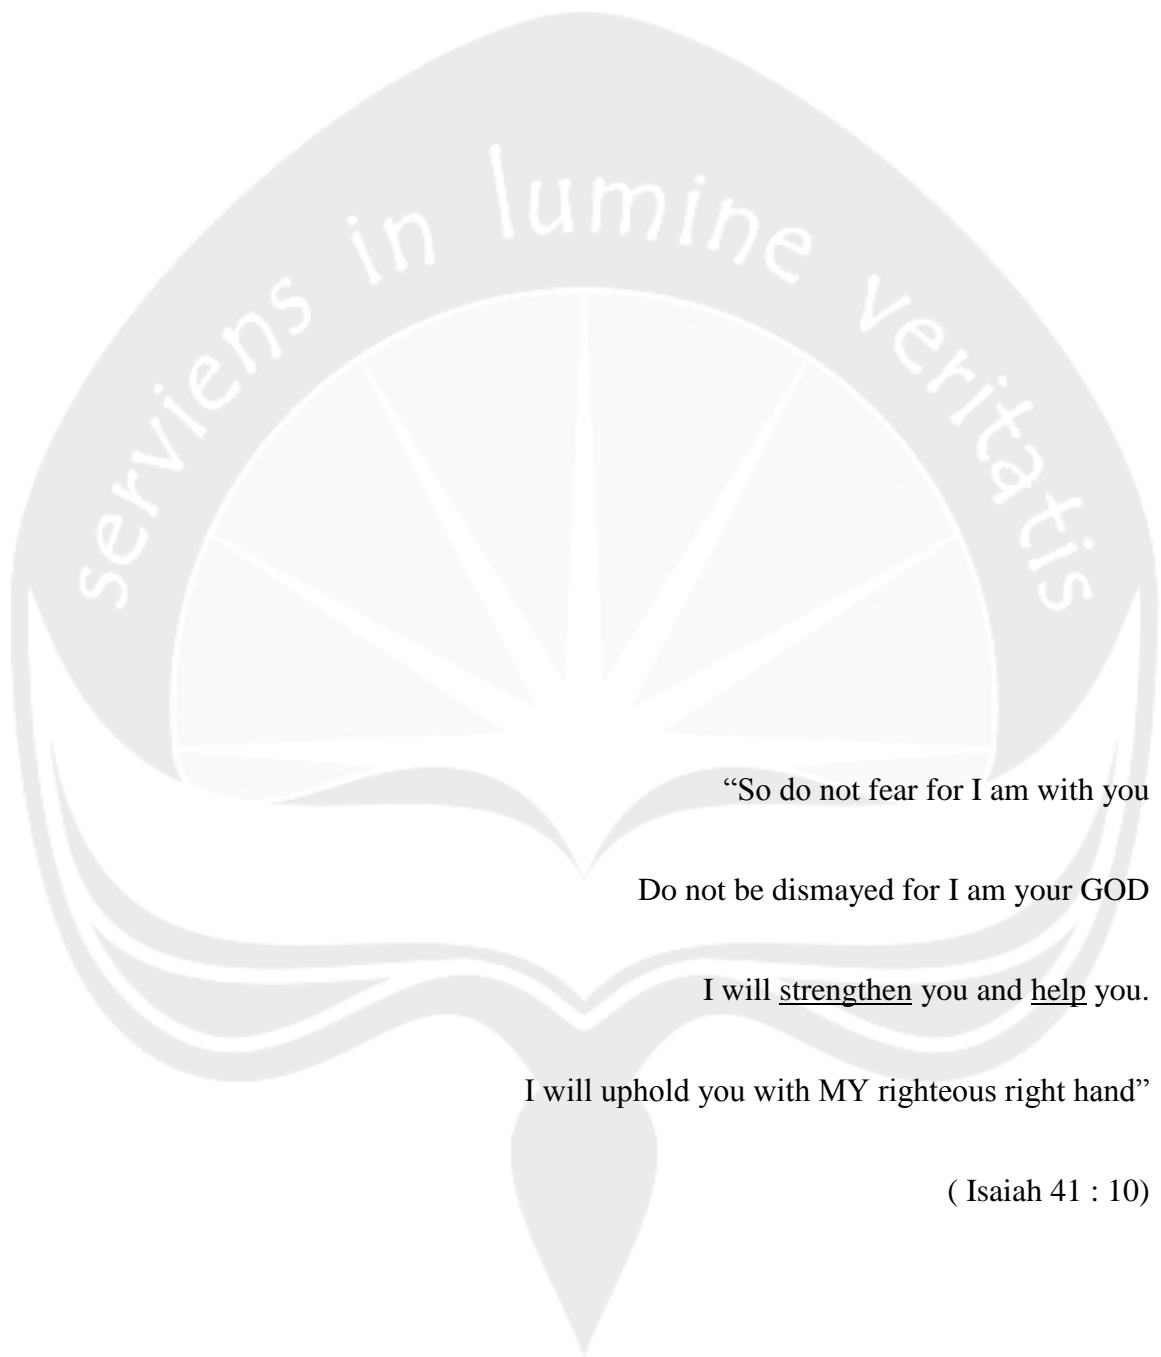 serviens in lumine veritatis
“So do not fear for I am with you
Do not be dismayed for I am your GOD
I will strengthen you and help you.
I will uphold you with MY righteous right hand”
( Isaiah 41 : 10)